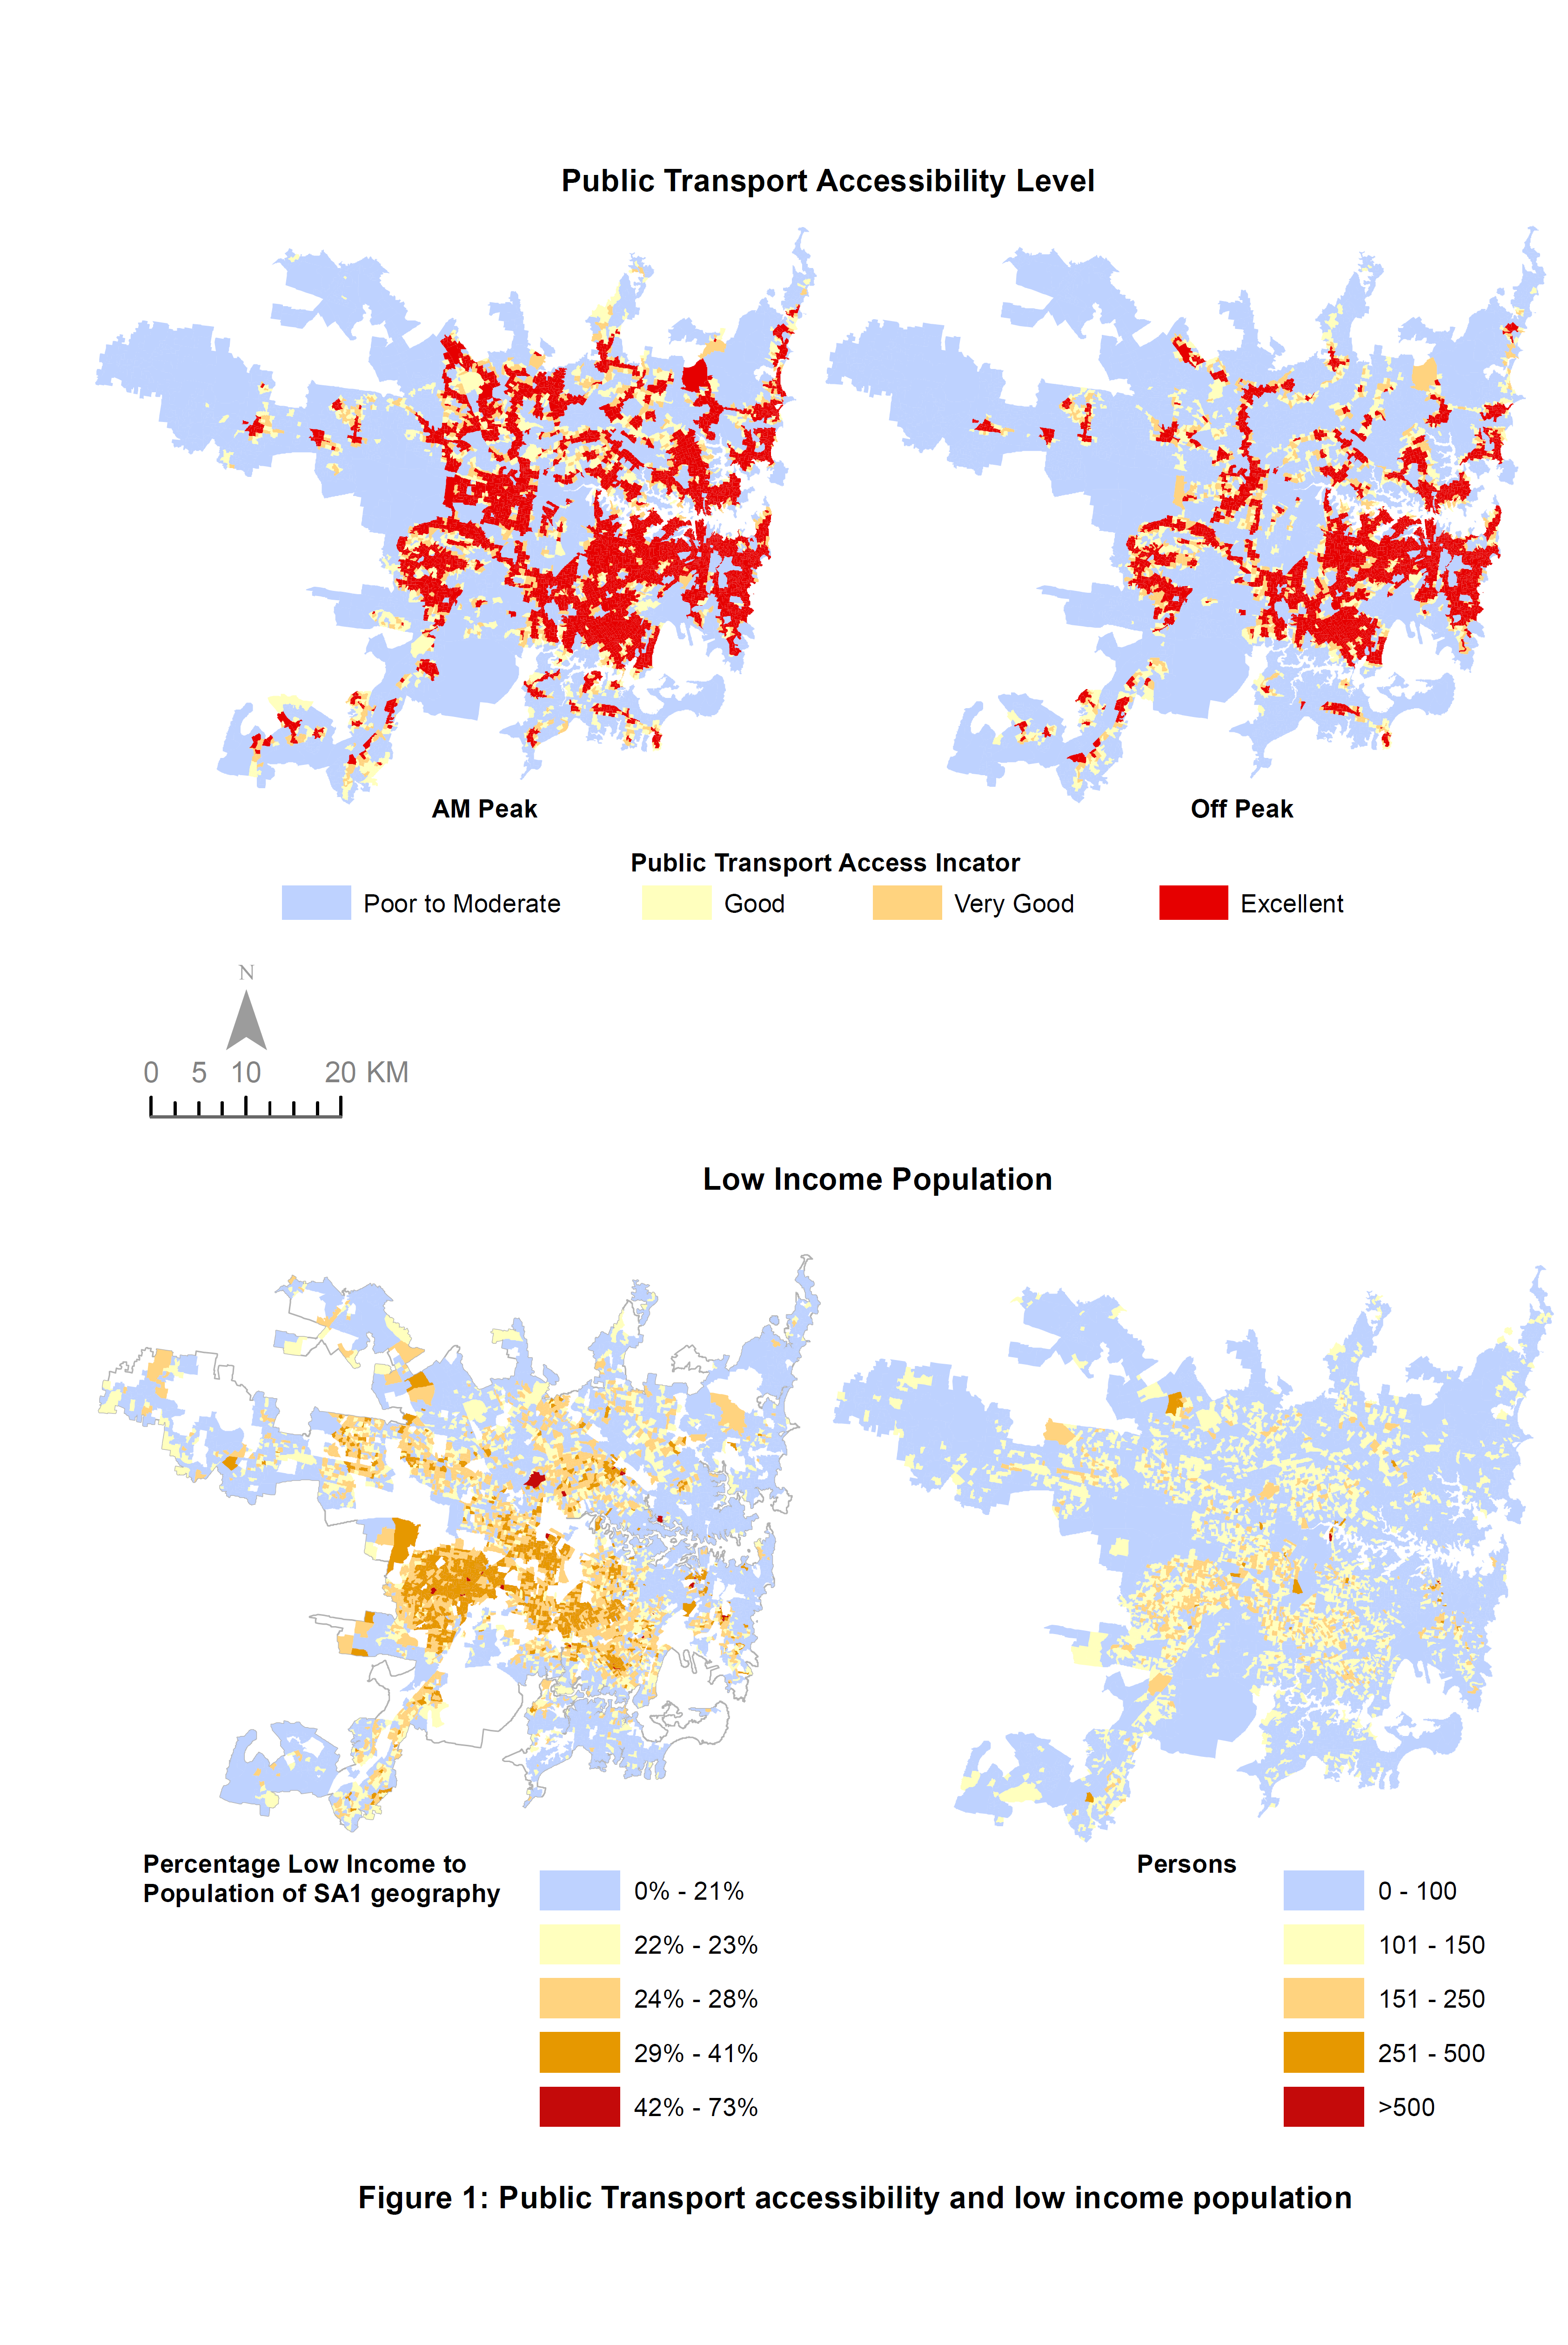 Public Transport Accessibility Level
AM Peak
Off Peak
Public Transport Access Incator
Poor to Moderate
Good
Very Good
Excellent
N
0 5 10 20 KM
Low Income Population
Percentage Low Income to
Population of SA1 geography
0% - 21%
22% - 23%
24% - 28%
29% - 41%
42% - 73%
Persons
0 - 100
101 - 150
151 - 250
251 - 500
>500
Figure 1: Public Transport accessibility and low income population